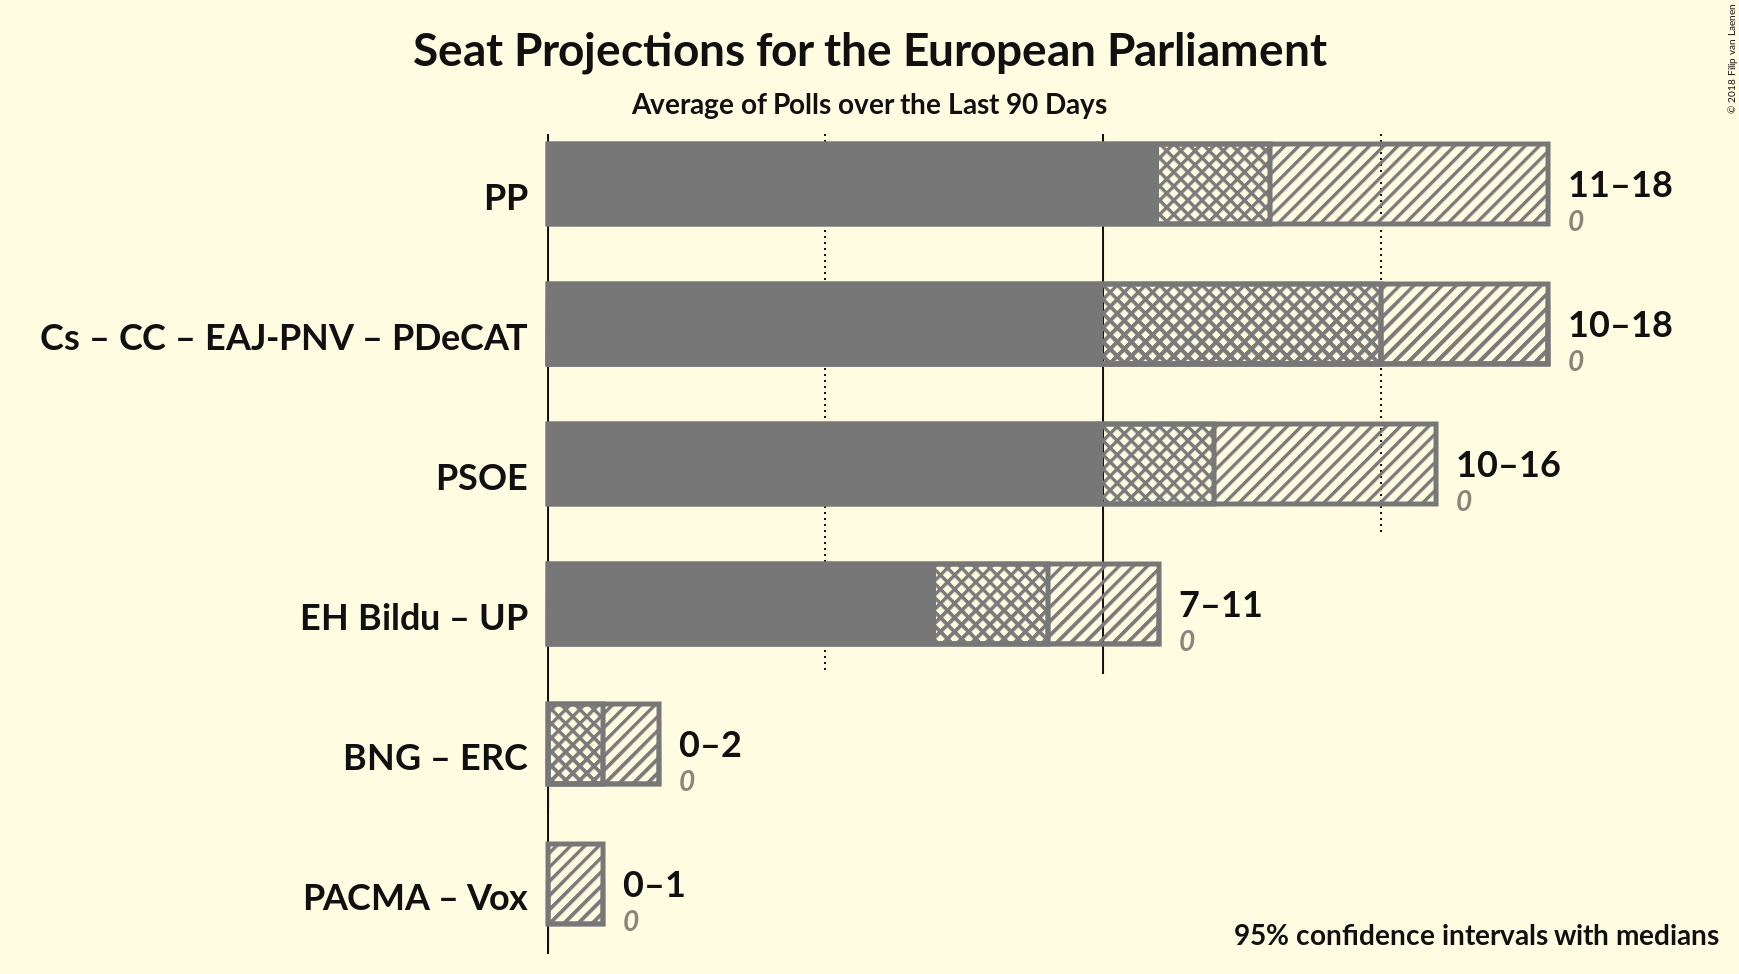 Seat Projections for the European Parliament
Average of Polls over the Last 90 Days
© 2018 Filip van Laenen
PP
11–18
0
Cs – CC – EAJ-PNV – PDeCAT
10–18
0
PSOE
10–16
0
EH Bildu – UP
7–11
0
BNG – ERC
0–2
0
PACMA – Vox
0–1
0
95% confidence intervals with medians